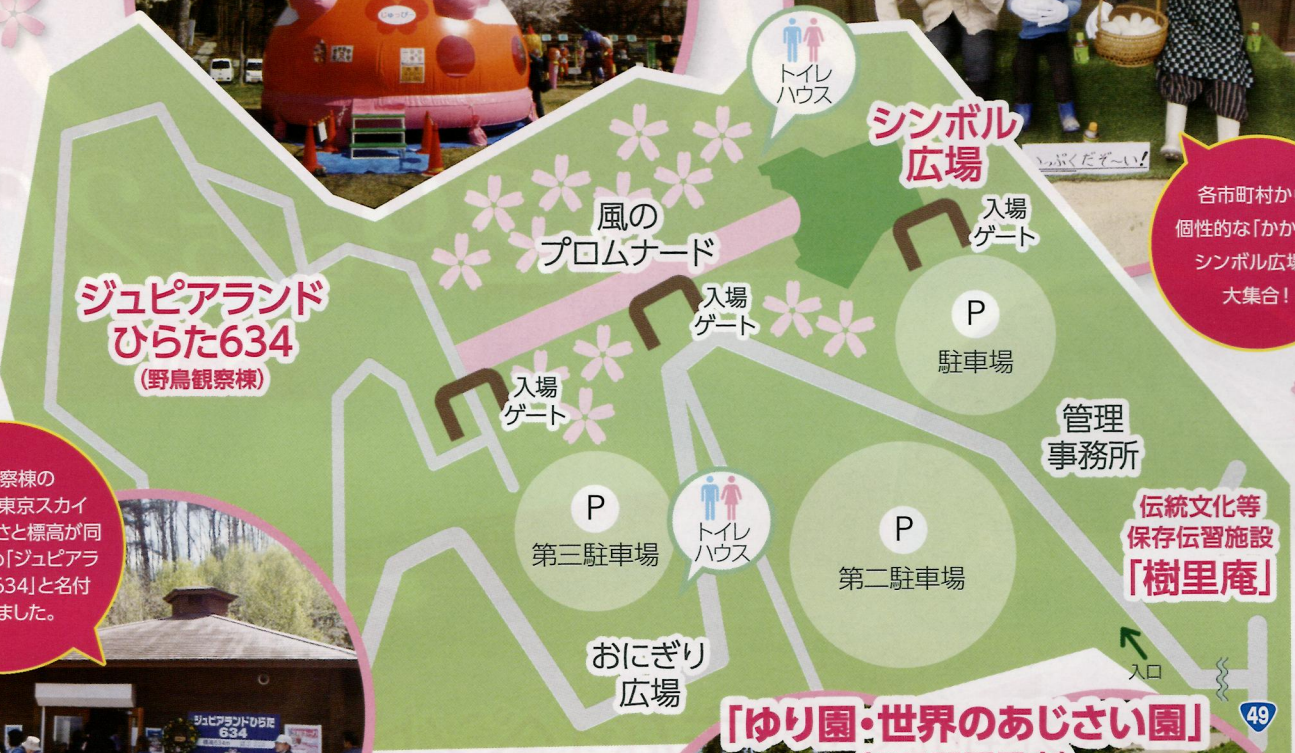 じゅっぴー
トイレ
ハウス
シンボル
広場
いっぷくだぞ〜い!
各市町村か
個性的な「かか
シンボル広場
大集合!
入場
ゲート
風の
プロムナード
入場
ゲート
P
駐車場
ジュピアランド
ひらた634
(野鳥観察棟)
入場
ゲート
管理
事務所
察棟の
東京スカイ
さと標高が同
「ジュピアラ
634」と名付
ました。
P
第三駐車場
トイレ
ハウス
P
第二駐車場
伝統文化等
保存伝習施設
「樹里庵」
おにぎり
広場
入口
ジュピアランドひらた
634
「ゆり園・世界のあじさい園」
49